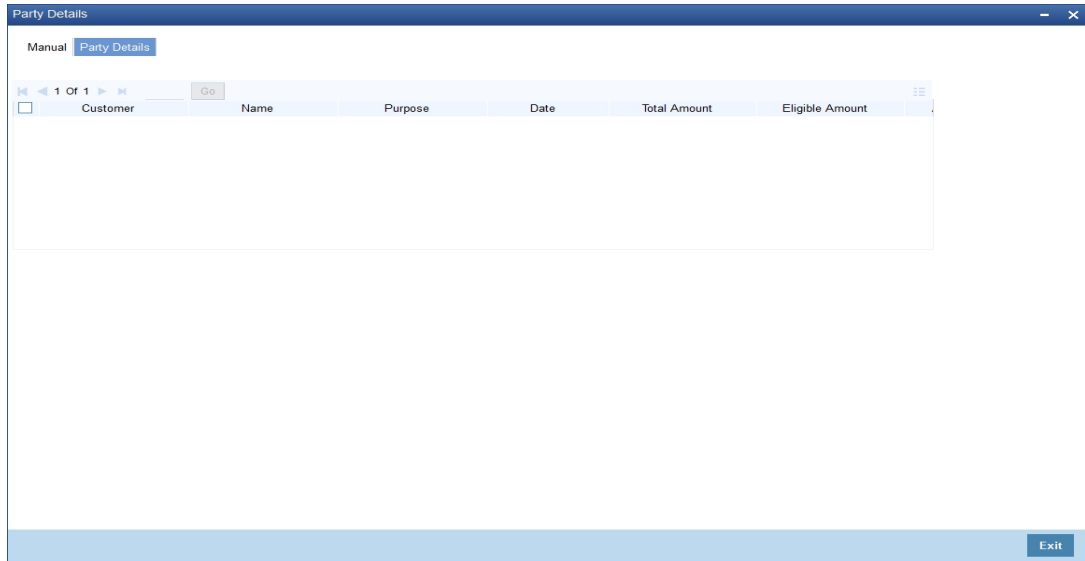 Party Details
Manual Party Details
1 Of 1 Go
Customer Name Purpose Date Total Amount Eligible Amount
Exit